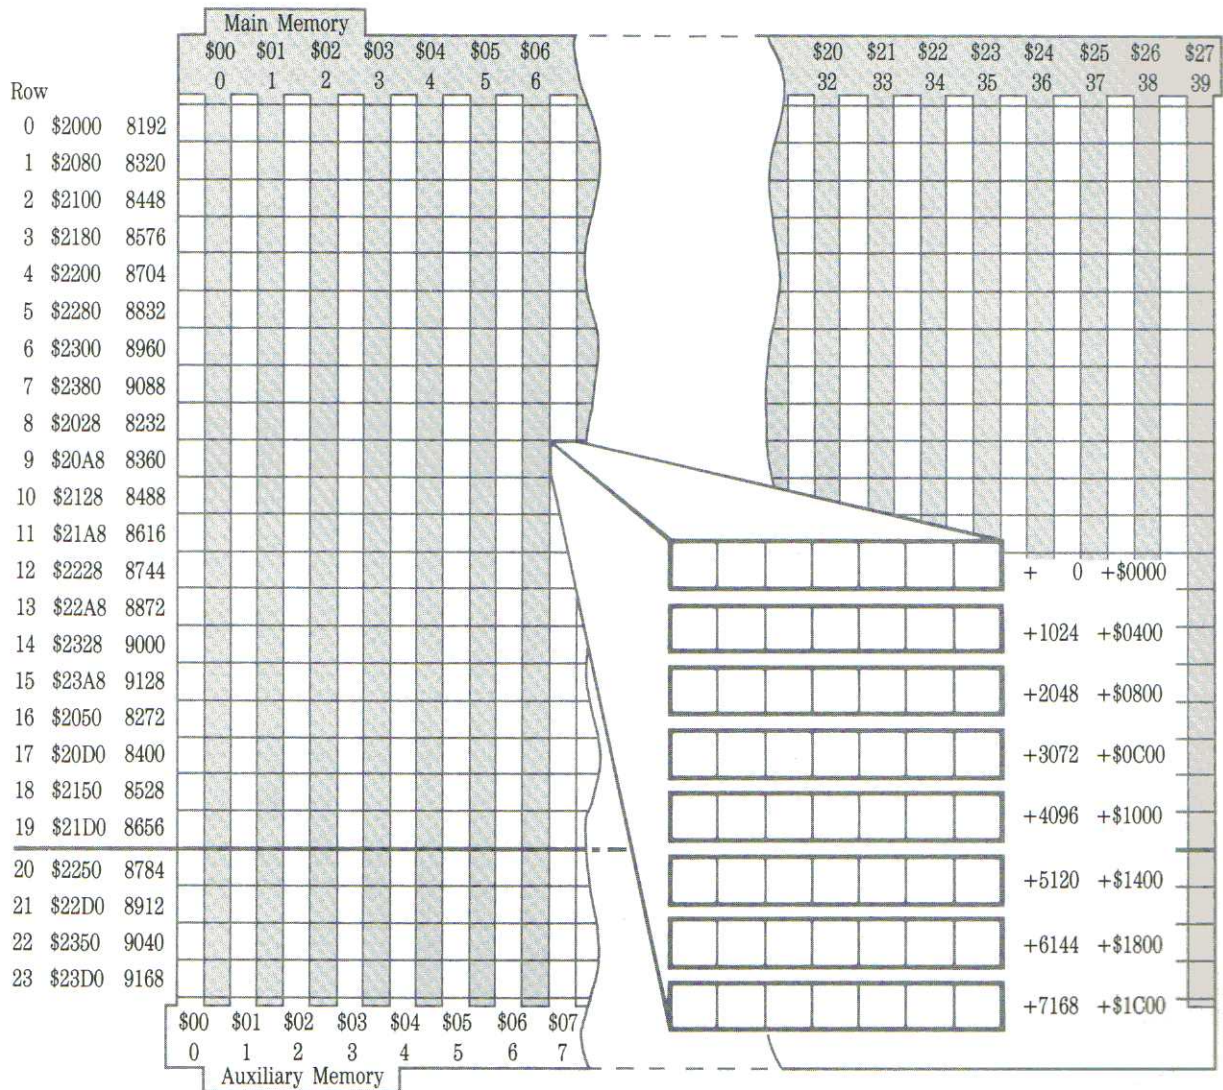 Main Memory
$00 $01 $02 $03 $04 $05 $06 $20 $21 $22 $23 $24 $25 $26 $27
0 1 2 3 4 5 6 32 33 34 35 36 37 38 39
Row
0 $2000 8192
1 $2080 8320
2 $2100 8448
3 $2180 8576
4 $2200 8704
5 $2280 8832
6 $2300 8960
7 $2380 9088
8 $2028 8232
9 $20A8 8360
10 $2128 8488
11 $21A8 8616
12 $2228 8744
13 $22A8 8872
14 $2328 9000
15 $23A8 9128
16 $2050 8272
17 $20D0 8400
18 $2150 8528
19 $21D0 8656
20 $2250 8784
21 $22D0 8912
22 $2350 9040
23 $23D0 9168
+ 0 +$0000
+1024 +$0400
+2048 +$0800
+3072 +$0C00
+4096 +$1000
+5120 +$1400
+6144 +$1800
+7168 +$1C00
$00 $01 $02 $03 $04 $05 $06 $07
0 1 2 3 4 5 6 7
Auxiliary Memory